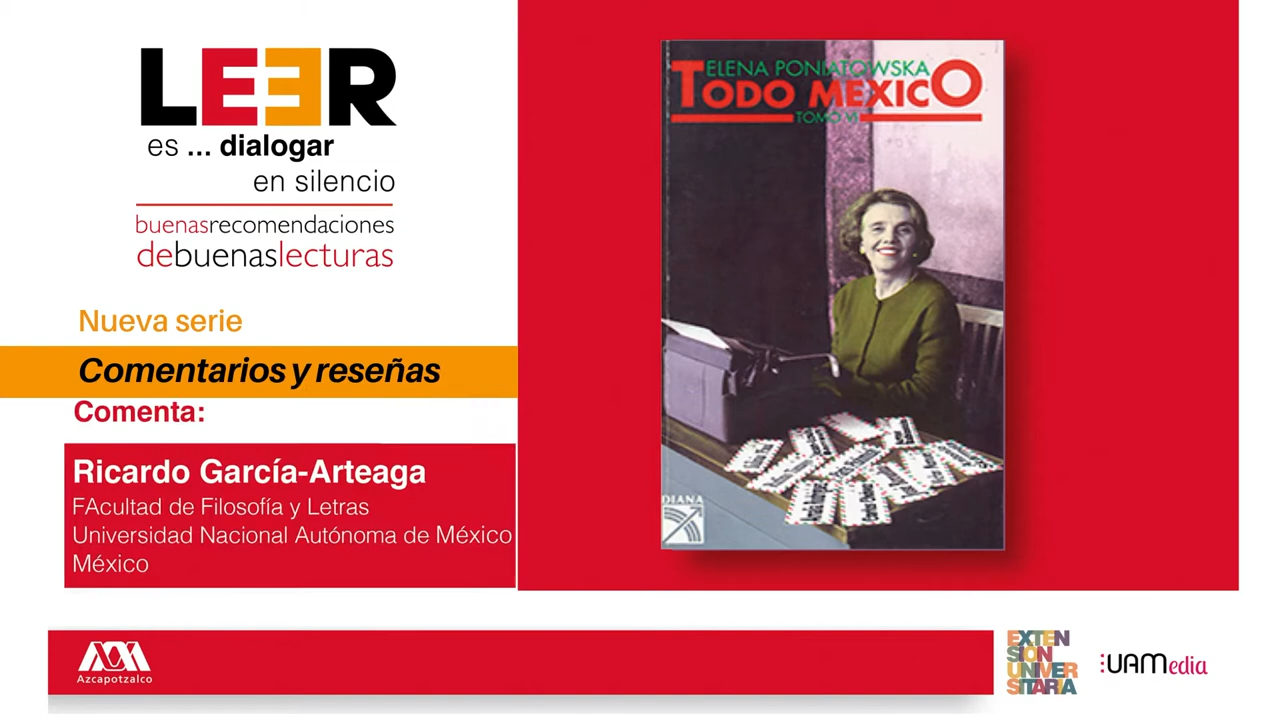 LEER
es ... dialogar
en silencio
buenasrecomendaciones
debuenaslecturas
Nueva serie
Comentarios y reseñas
Comenta:
Ricardo García-Arteaga
FAcultad de Filosofía y Letras
Universidad Nacional Autónoma de México
México
ELENA PONIATOWSKA
TODO MEXICO
TOMO VI
DIANA
Azcapotzalco
EXTEN
SIÓN
UNIVER
SITARIA
UAMedia